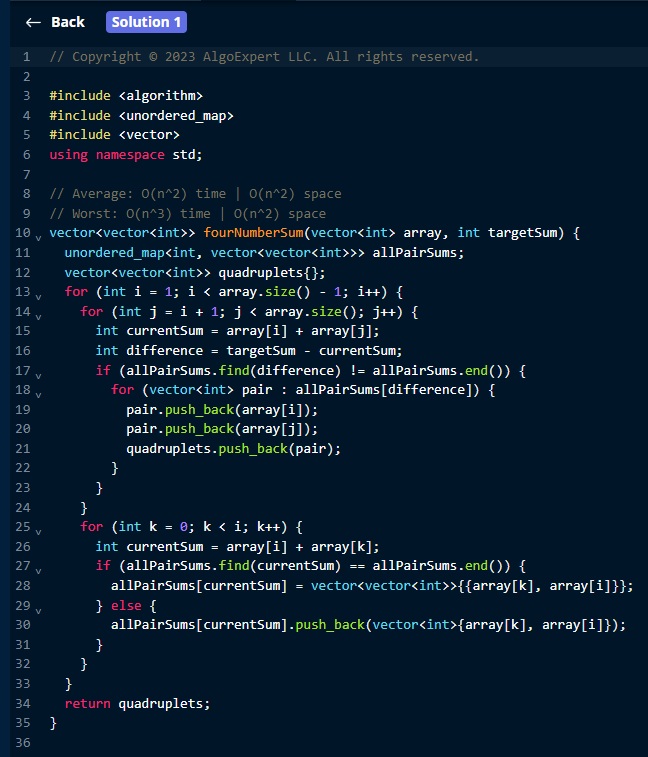 ← Back Solution 1
1 // Copyright © 2023 AlgoExpert LLC. All rights reserved.
2
3 #include <algorithm>
4 #include <unordered_map>
5 #include <vector>
6 using namespace std;
7
8 // Average: O(n^2) time | O(n^2) space
9 // Worst: O(n^3) time | O(n^2) space
10 vector<vector<int>> fourNumberSum(vector<int> array, int targetSum) {
11   unordered_map<int, vector<vector<int>>> allPairSums;
12   vector<vector<int>> quadruplets{};
13   for (int i = 1; i < array.size() - 1; i++) {
14     for (int j = i + 1; j < array.size(); j++) {
15       int currentSum = array[i] + array[j];
16       int difference = targetSum - currentSum;
17       if (allPairSums.find(difference) != allPairSums.end()) {
18         for (vector<int> pair : allPairSums[difference]) {
19           pair.push_back(array[i]);
20           pair.push_back(array[j]);
21           quadruplets.push_back(pair);
22         }
23       }
24     }
25     for (int k = 0; k < i; k++) {
26       int currentSum = array[i] + array[k];
27       if (allPairSums.find(currentSum) == allPairSums.end()) {
28         allPairSums[currentSum] = vector<vector<int>>{{array[k], array[i]}};
29       } else {
30         allPairSums[currentSum].push_back(vector<int>{array[k], array[i]});
31       }
32     }
33   }
34   return quadruplets;
35 }
36